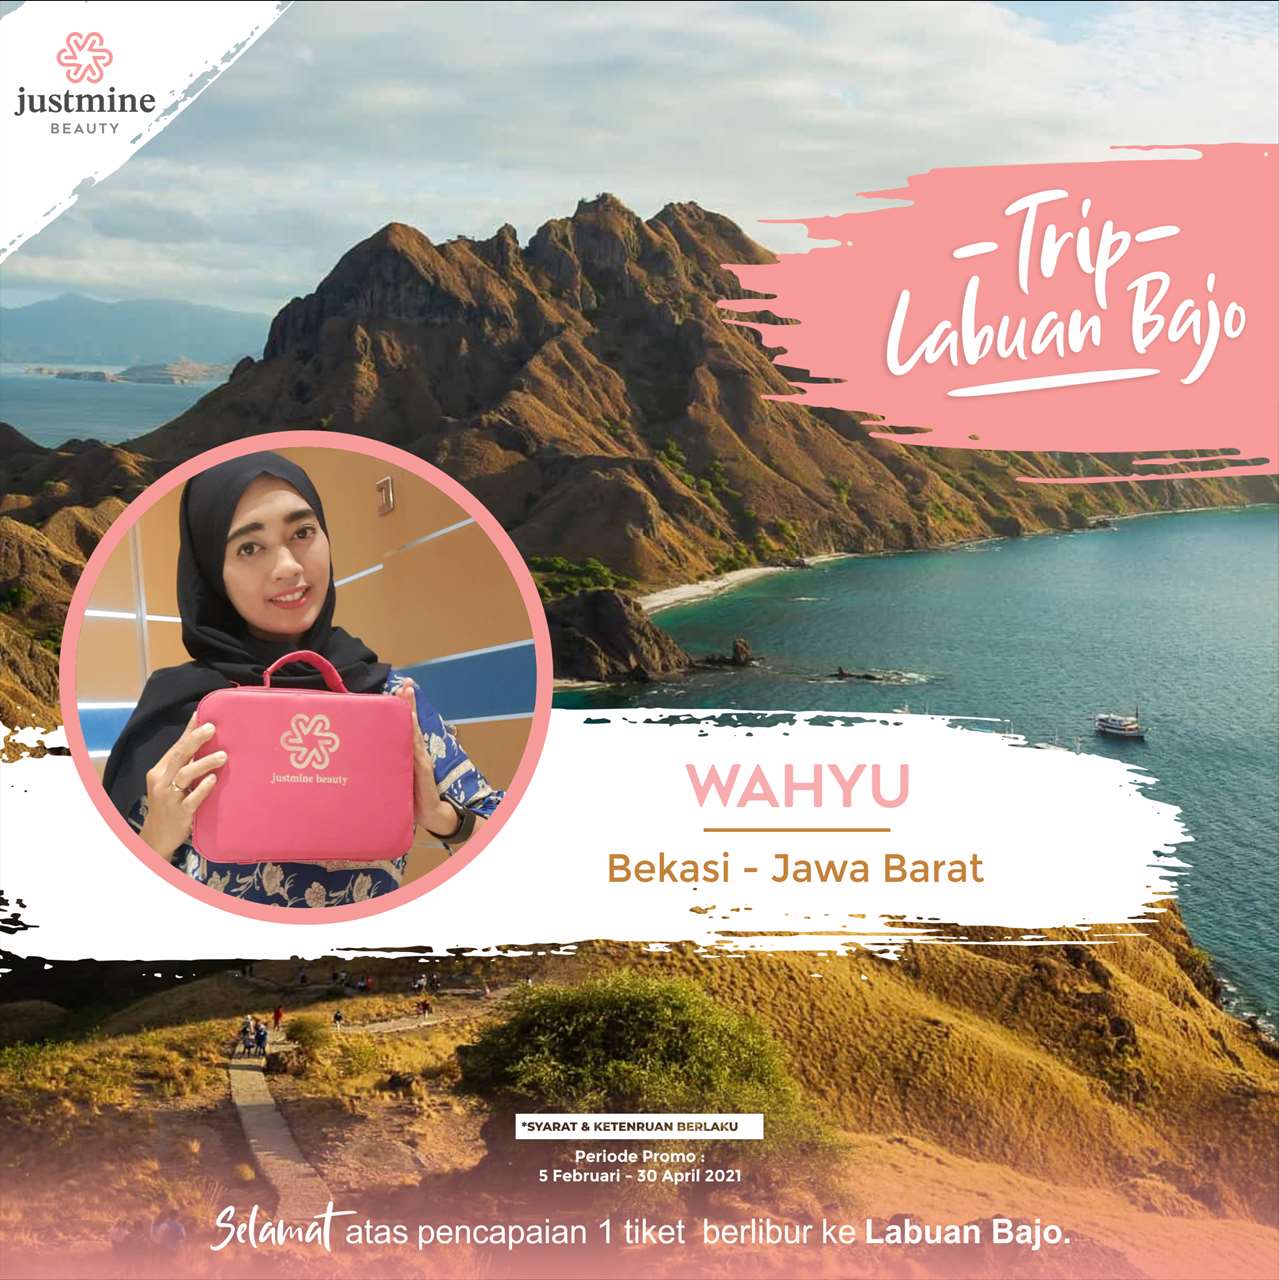 justmine
BEAUTY
-Trip-
Labuan Bajo
1
justmine beauty
WAHYU
Bekasi - Jawa Barat
*SYARAT & KETENRUAN BERLAKU
Periode Promo :
5 Februari - 30 April 2021
Selamat atas pencapaian 1 tiket berlibur ke Labuan Bajo.